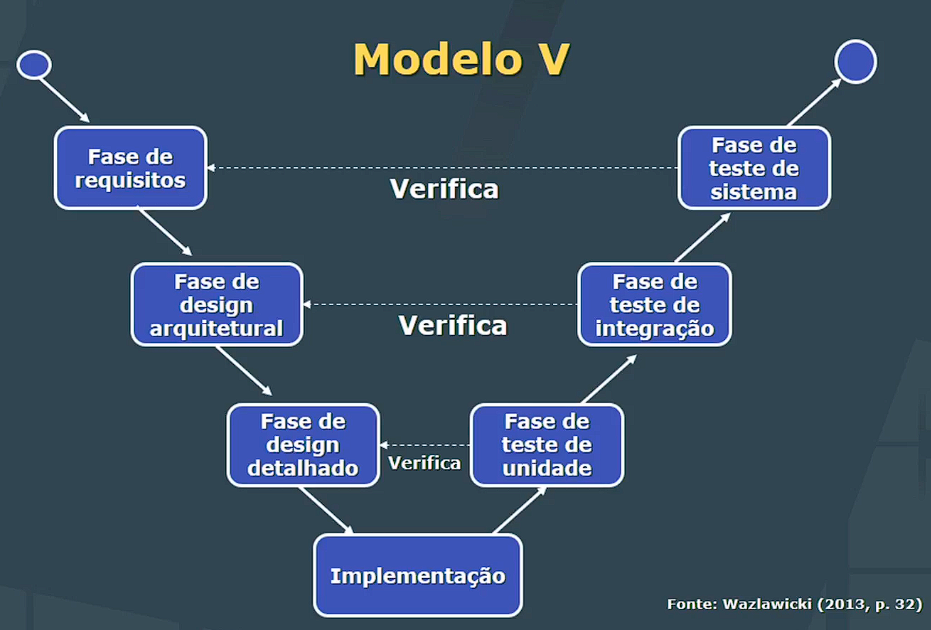 Modelo V
Fase de
requisitos
Fase de
teste de
sistema
Verifica
Fase de
design
arquitetural
Fase de
teste de
integração
Verifica
Fase de
design
detalhado
Fase de
teste de
unidade
Verifica
Implementação
Fonte: Wazlawicki (2013, p. 32)